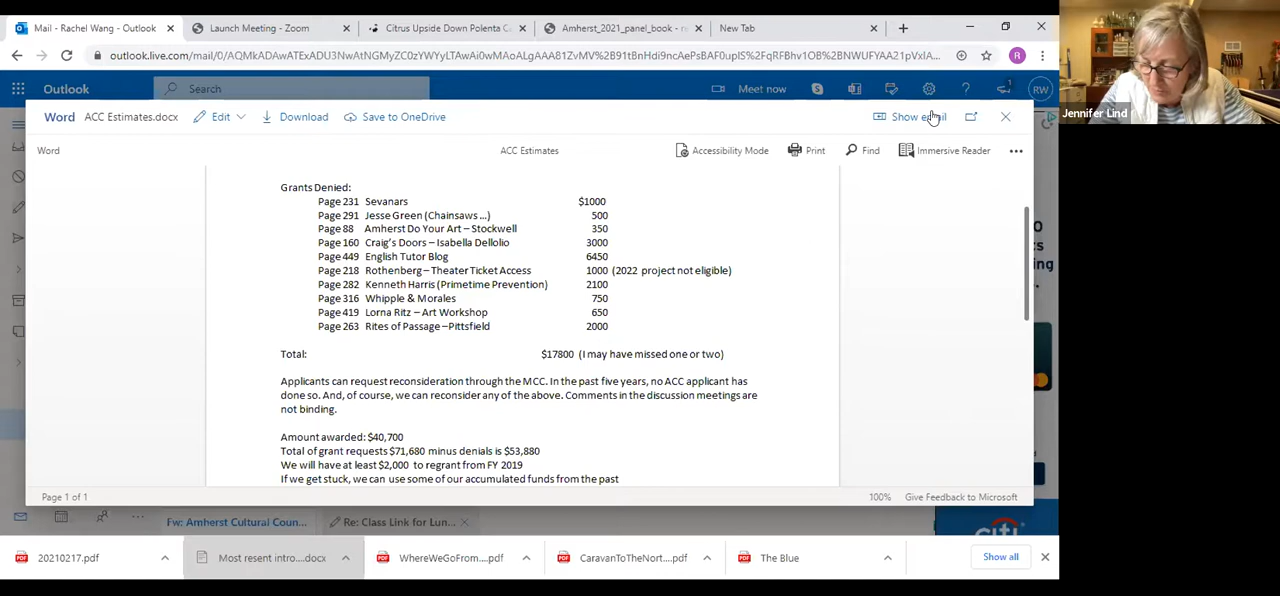 Mail - Rachel Wang - Outlook
Launch Meeting - Zoom
Citrus Upside Down Polenta C
Amherst_2021_panel_book -
New Tab
R
Outlook
Search
Meet now
1
RW
Jennifer Lind
Word ACC Estimates.docx Edit Download Save to OneDrive Show email
Word ACC Estimates Accessibility Mode Print Find Immersive Reader
Grants Denied:
Page 231 Sevanars $1000
Page 291 Jesse Green (Chainsaws ...) 500
Page 88 Amherst Do Your Art – Stockwell 350
Page 160 Craig's Doors – Isabella Dellolio 3000
Page 449 English Tutor Blog 6450
Page 218 Rothenberg – Theater Ticket Access 1000 (2022 project not eligible)
Page 282 Kenneth Harris (Primetime Prevention) 2100
Page 316 Whipple & Morales 750
Page 419 Lorna Ritz – Art Workshop 650
Page 263 Rites of Passage –Pittsfield 2000
Total: $17800 (I may have missed one or two)
Applicants can request reconsideration through the MCC. In the past five years, no ACC applicant has
done so. And, of course, we can reconsider any of the above. Comments in the discussion meetings are
not binding.
Amount awarded: $40,700
Total of grant requests $71,680 minus denials is $53,880
We will have at least $2,000 to regrant from FY 2019
If we get stuck, we can use some of our accumulated funds from the past
Page 1 of 1 100% Give Feedback to Microsoft
Fw: Amherst Cultural Coun... Re: Class Link for Lun...
citi
20210217.pdf
Most recent intro....docx
WhereWeGoFrom....pdf
CaravanToTheNort....pdf
The Blue
Show all